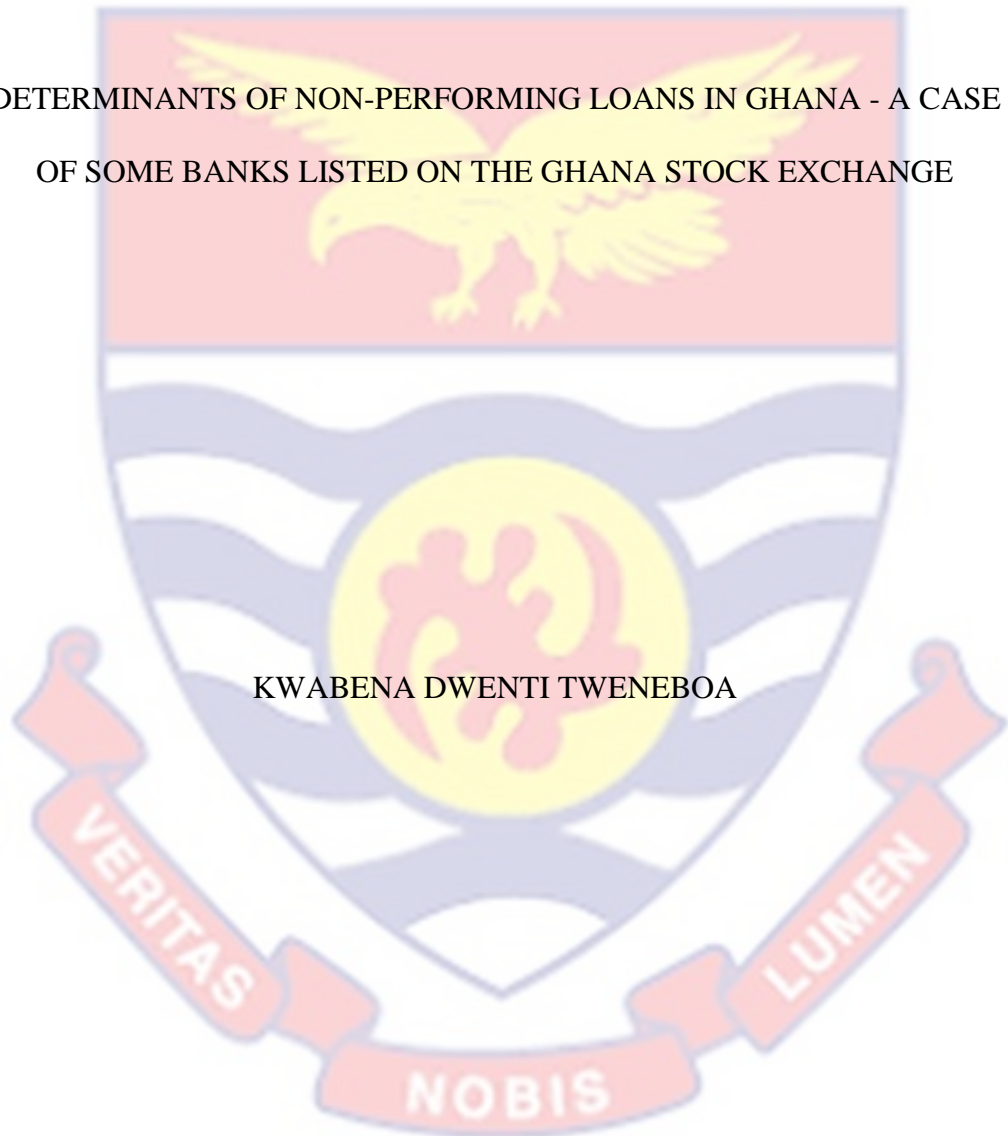 DETERMINANTS OF NON-PERFORMING LOANS IN GHANA - A CASE
OF SOME BANKS LISTED ON THE GHANA STOCK EXCHANGE
KWABENA DWENTI TWENEBOA
VERITAS
NOBIS
LUMEN